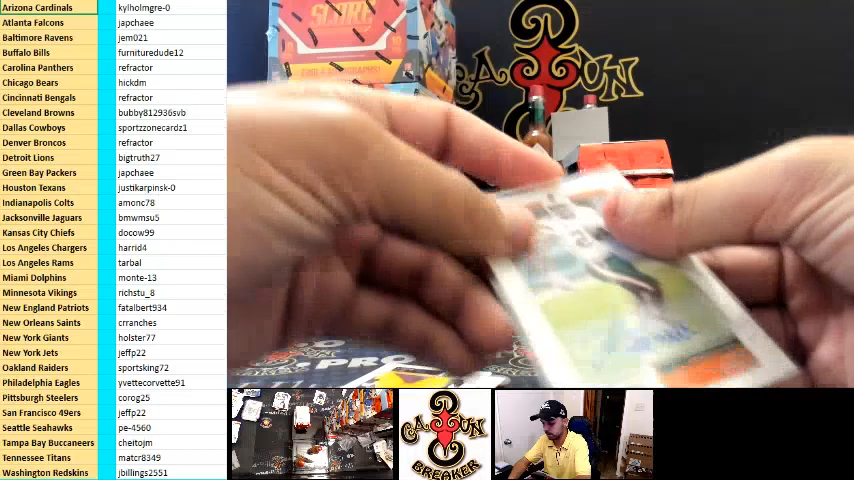 Arizona Cardinals kylholmgre-0
Atlanta Falcons japchaee
Baltimore Ravens jem021
Buffalo Bills furnituredude12
Carolina Panthers refractor
Chicago Bears hickdm
Cincinnati Bengals refractor
Cleveland Browns bubby812936svb
Dallas Cowboys sportzzonecardz1
Denver Broncos refractor
Detroit Lions bigtruth27
Green Bay Packers japchaee
Houston Texans justikarpinsk-0
Indianapolis Colts amonc78
Jacksonville Jaguars bmwmsu5
Kansas City Chiefs docow99
Los Angeles Chargers harrid4
Los Angeles Rams tarbal
Miami Dolphins monte-13
Minnesota Vikings richstu_8
New England Patriots fatalbert934
New Orleans Saints crranches
New York Giants holster77
New York Jets jeffp22
Oakland Raiders sportsking72
Philadelphia Eagles yvettecorvette91
Pittsburgh Steelers corog25
San Francisco 49ers jeffp22
Seattle Seahawks pe-4560
Tampa Bay Buccaneers cheitojm
Tennessee Titans matcr8349
Washington Redskins jbillings2551
SCORE
CAJUN
.PRO
CAJUN
BREAKER